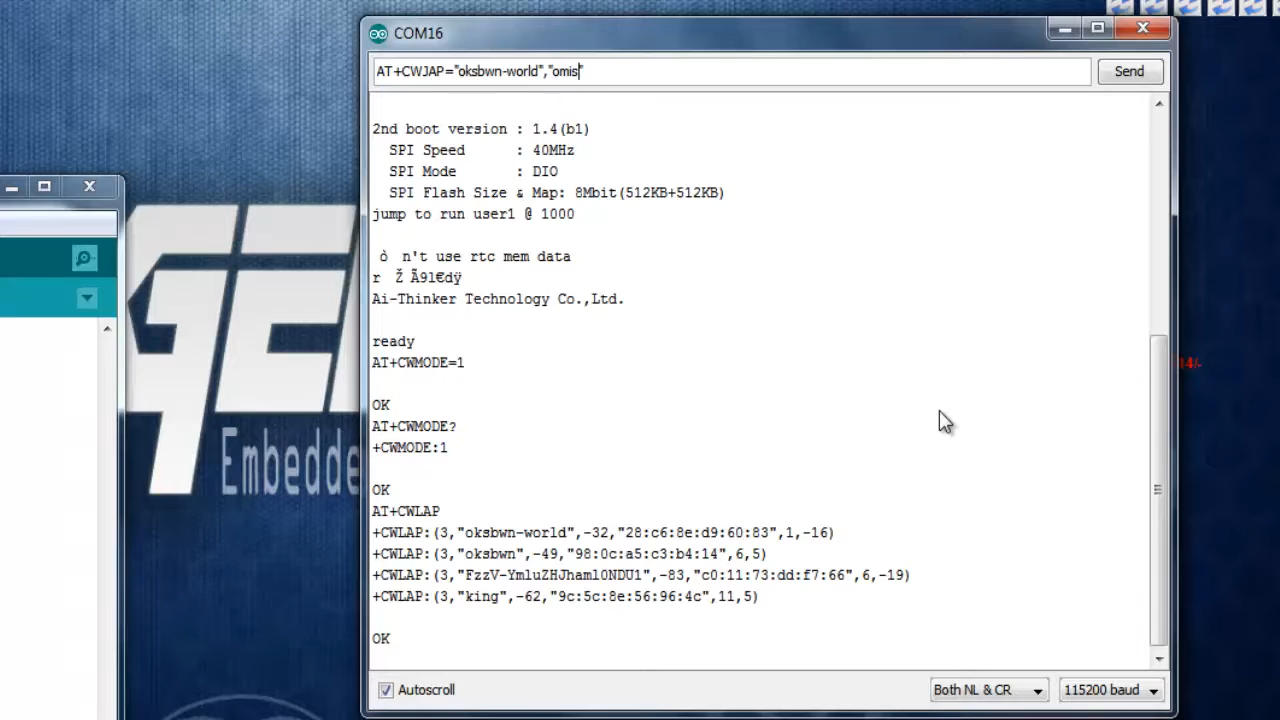 COM16
AT+CWJAP="oksbwn-world","omis"
Send
2nd boot version : 1.4(b1)
SPI Speed : 40MHz
SPI Mode : DIO
SPI Flash Size & Map: 8Mbit(512KB+512KB)
jump to run user1 @ 1000
ò n't use rtc mem data
r Ž Ã9l€dÿ
Ai-Thinker Technology Co.,Ltd.
ready
AT+CWMODE=1
14/-
OK
AT+CWMODE?
+CWMODE:1
Embedde
OK
AT+CWLAP
+CWLAP:(3,"oksbwn-world",-32,"28:c6:8e:d9:60:83",1,-16)
+CWLAP:(3,"oksbwn",-49,"98:0c:a5:c3:b4:14",6,5)
+CWLAP:(3,"FzzV-YmluZHJhaml0NDU1",-83,"c0:11:73:dd:f7:66",6,-19)
+CWLAP:(3,"king",-62,"9c:5c:8e:56:96:4c",11,5)
OK
Autoscroll
Both NL & CR
115200 baud